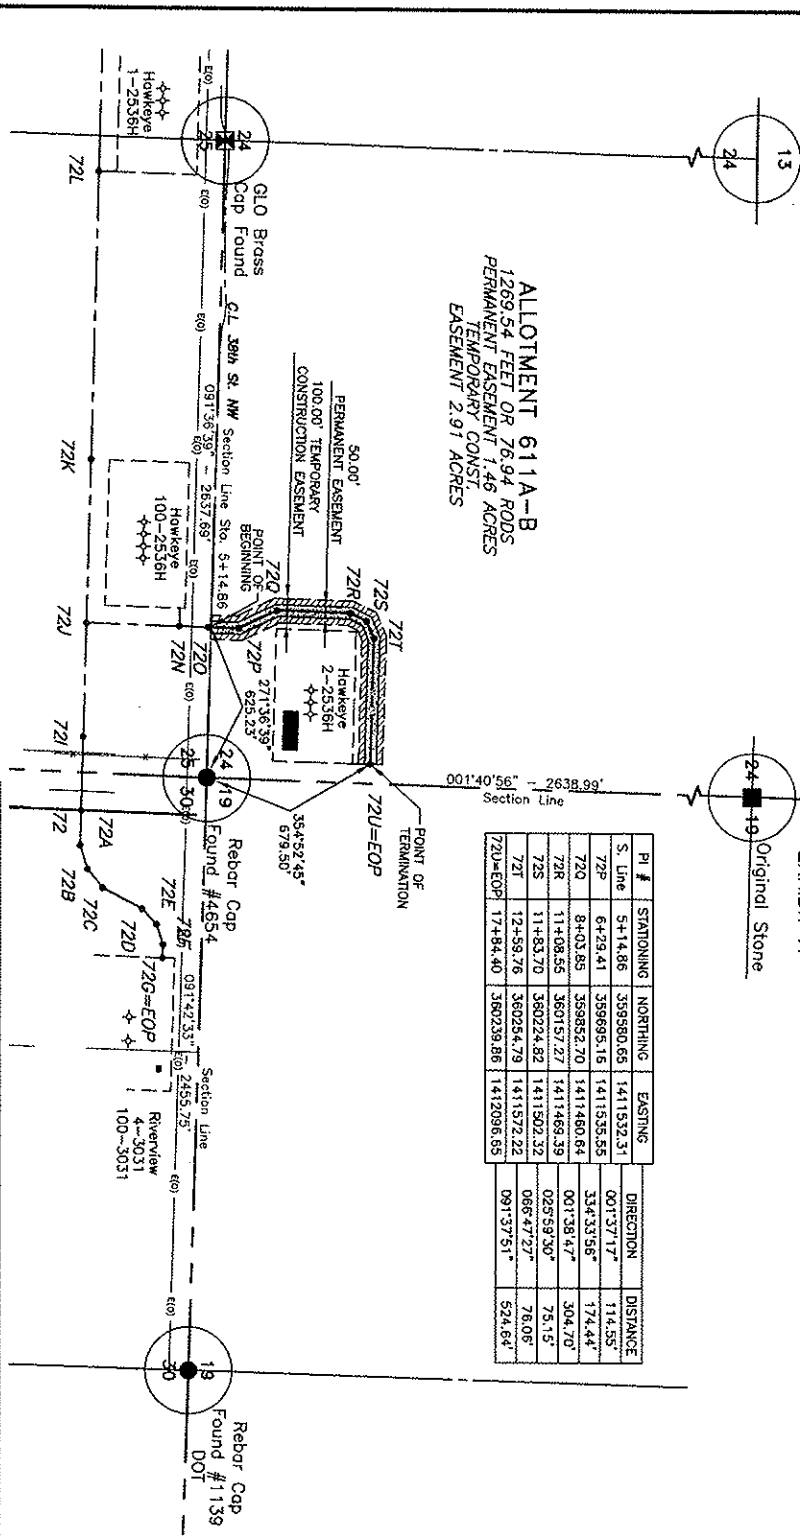 13
24
ALLOTMENT 611A-B
1269.54 FEET OR 76.94 RODS
PERMANENT EASEMENT 1.46 ACRES
TEMPORARY CONST.
EASEMENT 2.91 ACRES
24
19
Original Stone
PI # STATIONING NORTHING EASTING DIRECTION DISTANCE
S. Line 5+14.86 359580.65 1411532.31 001°37'17" 114.55'
72P 6+29.41 359695.16 1411535.55 334°33'56" 174.44'
72Q 8+03.85 359852.70 1411460.64 001°38'47" 304.70'
72R 11+08.55 360157.27 1411469.39 025°59'30" 75.15'
72S 11+83.70 360224.82 1411502.32 066°47'27" 76.06'
72T 12+59.76 360254.79 1411572.22 091°37'51" 524.64'
72U=EOP 17+84.40 360239.86 1412096.65
001°40'56" - 2638.99'
Section Line
POINT OF
TERMINATION
72U=EOP
72S
72T
72R
72Q
72P
50.00'
PERMANENT EASEMENT
100.00' TEMPORARY
CONSTRUCTION EASEMENT
Hawkeye
2-2536H
271°36'39"
625.23'
354°52'45"
679.50'
POINT OF
BEGINNING
GLO Brass
Cap Found
24
25
C.L. 38th St. NW Section Line Sta. 5+14.86
091°36'39" - 2637.69'
E(O)
E(O)
E(O)
E(O)
E(O)
E(O)
E(O)
E(O)
E(O)
E(O)
E(O)
72O
72N
Hawkeye
1-2536H
Hawkeye
100-2536H
72L
72K
72J
72I
72
72A
72B
72C
72D
72E
72F
72G=EOP
24
19
25
30
Rebar Cap
Found #4654
Section Line
091°42'33" - 2455.75'
Riverview
4-3031
100-3031
19
30
Rebar Cap
Found #1139
DOT